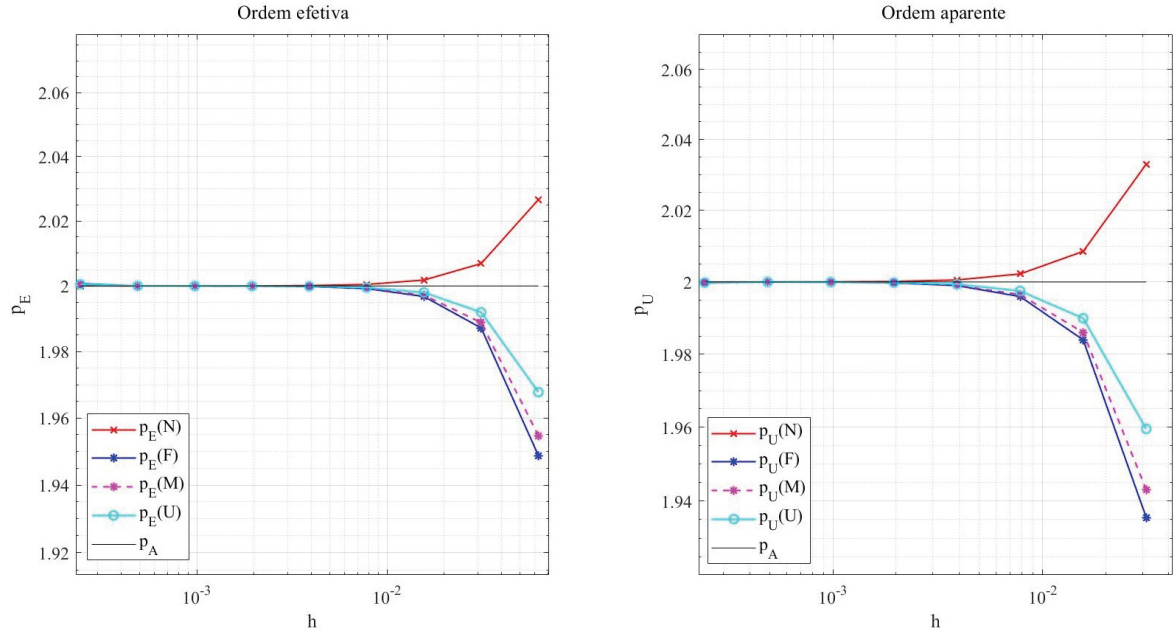 Ordem efetiva
2.06
2.04
2.02
2
1.98
1.96
1.94
1.92
p_E
p_E(N)
p_E(F)
p_E(M)
p_E(U)
p_A
10^-3
10^-2
h
Ordem aparente
2.06
2.04
2.02
2
1.98
1.96
1.94
p_U
p_U(N)
p_U(F)
p_U(M)
p_U(U)
p_A
10^-3
10^-2
h